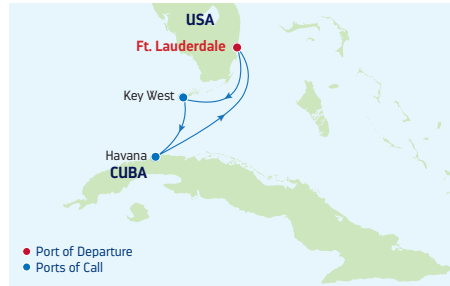 USA
Ft. Lauderdale
Key West
Havana
CUBA
Port of Departure
Ports of Call